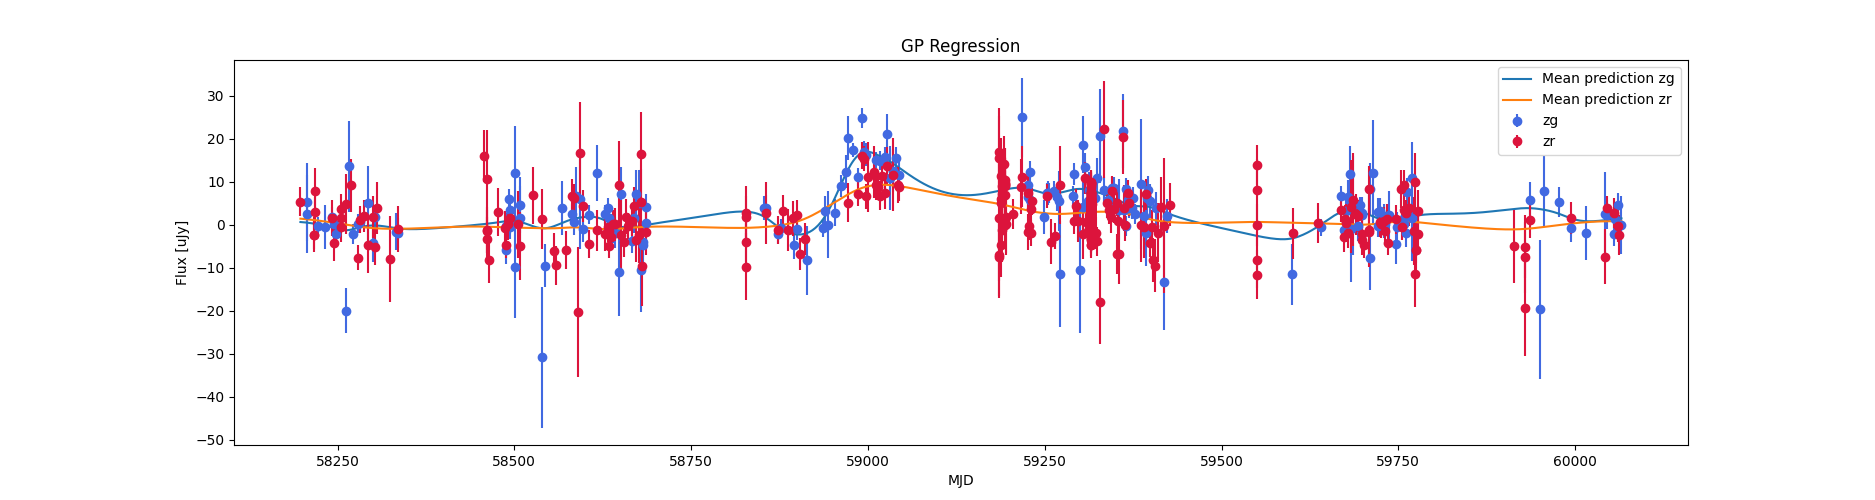 GP Regression
Mean prediction zg
Mean prediction zr
zg
zr
Flux [uJy]
30
20
10
0
−10
−20
−30
−40
−50
58250
58500
58750
59000
59250
59500
59750
60000
MJD